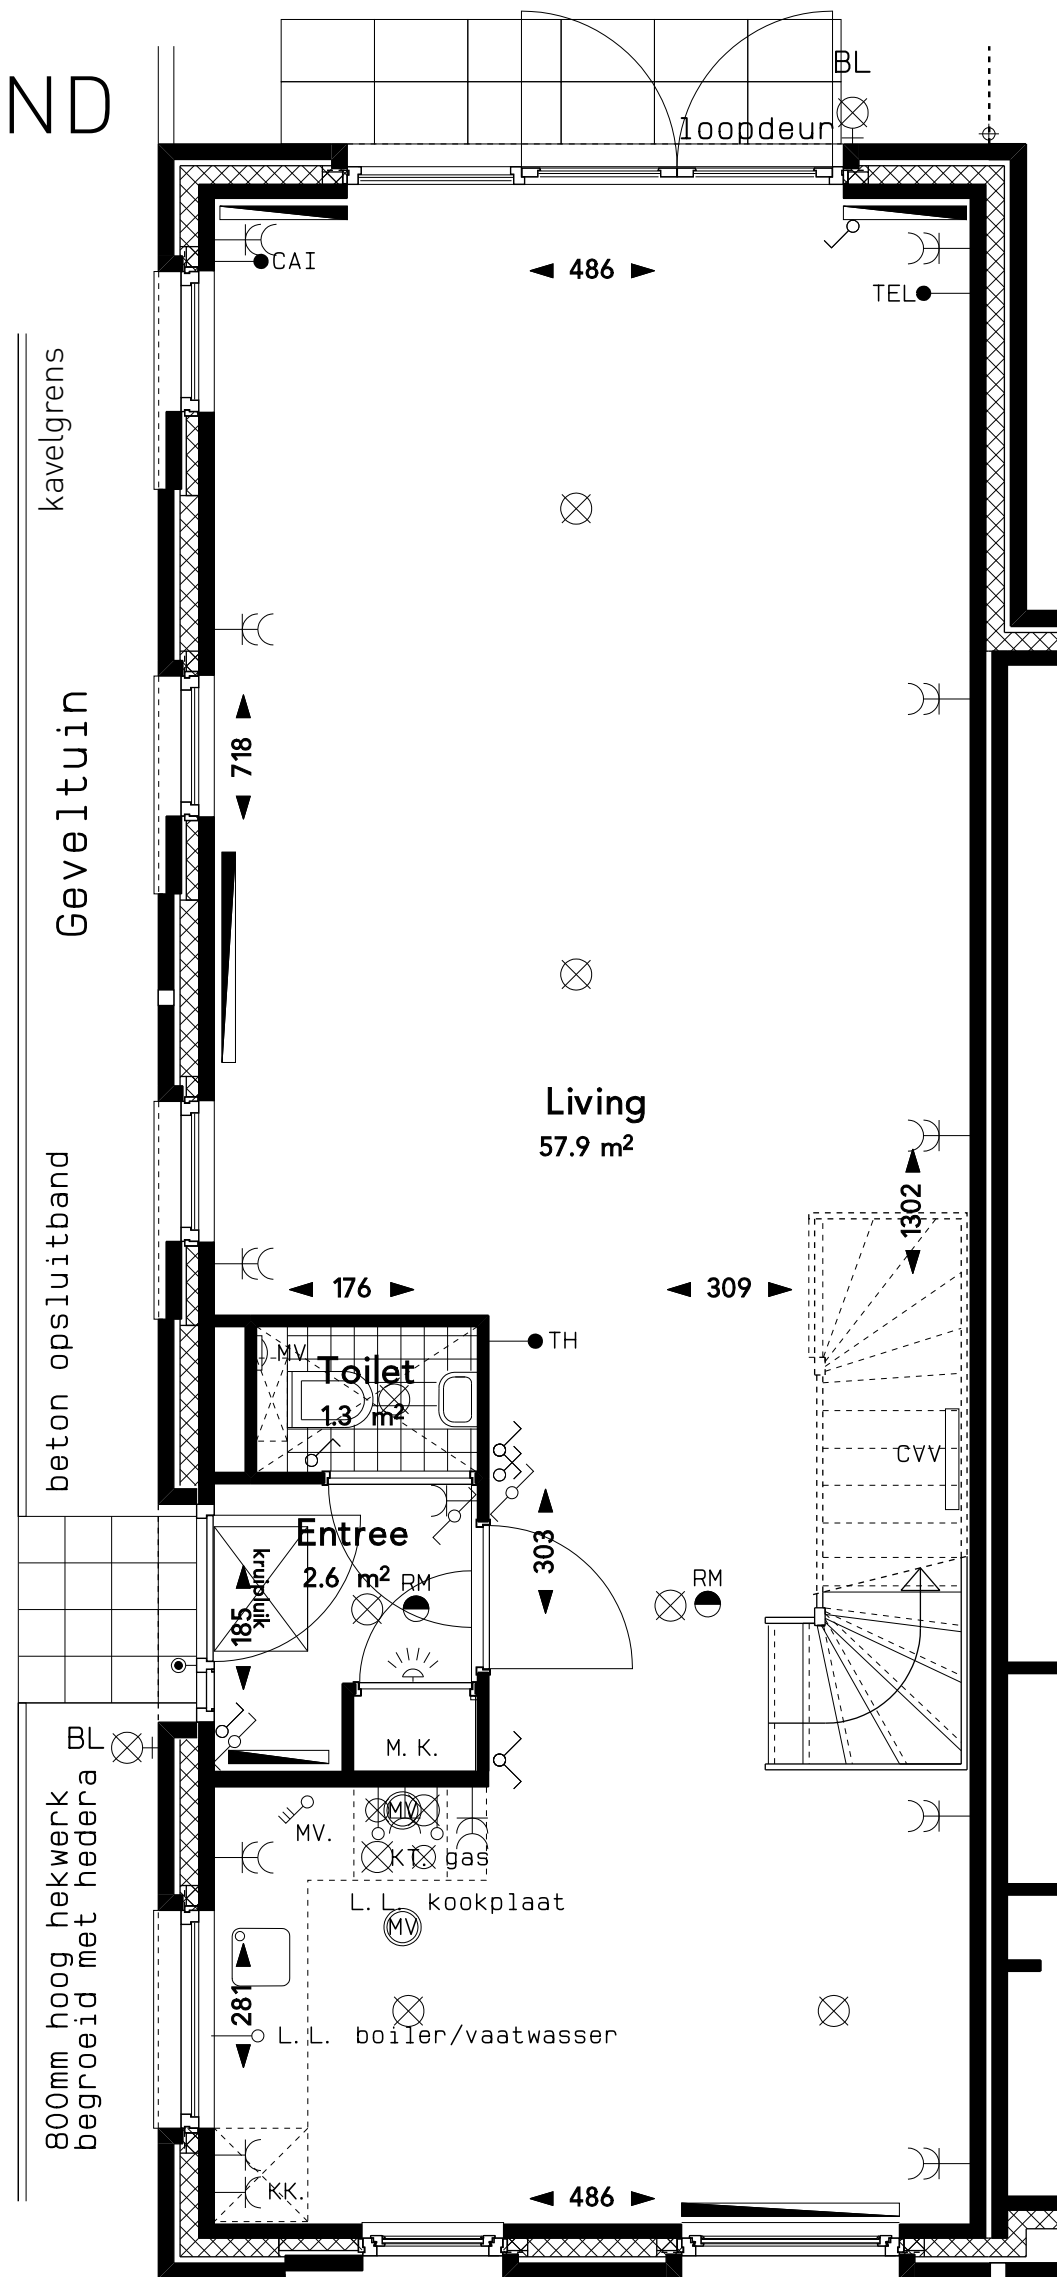 ND
BL
loopdeur
CAI
486
TEL
kavelgrens
Geveltuin
718
Living
57.9 m²
1302
beton opsluitband
176
309
TH
MV
Toilet
1.3 m²
CVV
Entree
2.6 m²
kruipluik
185
RM
303
RM
M.K.
BL
800mm hoog hekwerk
begroeid met hedera
MV
MV.
KT. gas
L.L. kookplaat
MV
281
L.L. boiler/vaatwasser
KK.
486